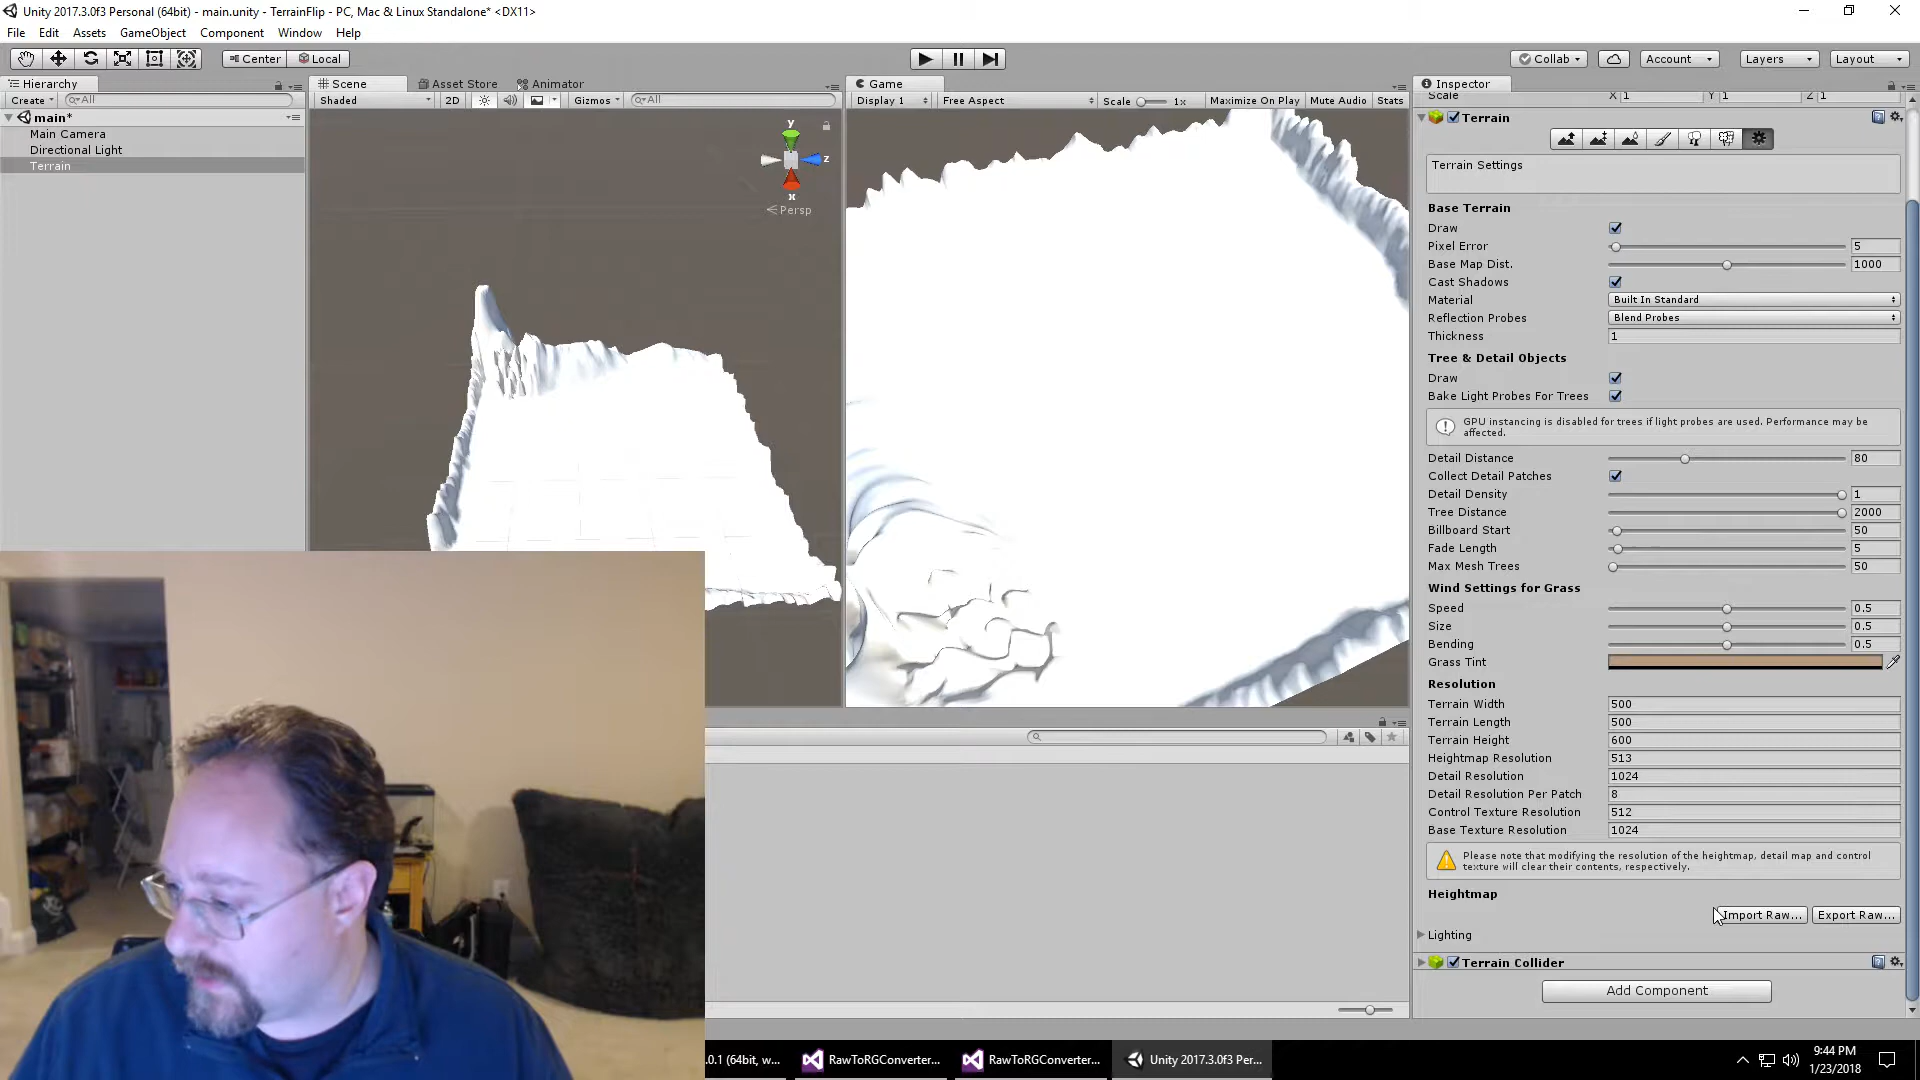 Unity 2017.3.0f3 Personal (64bit) - main.unity - TerrainFlip - PC, Mac & Linux Standalone* <DX11>
File Edit Assets GameObject Component Window Help
Center Local Collab Account Layers Layout
Hierarchy
Create All
main*
Main Camera
Directional Light
Terrain
Scene Asset Store Animator
Shaded 2D Gizmos All
y
z
x
Persp
Game
Display 1 Free Aspect Scale 1x Maximize On Play Mute Audio Stats
Inspector
Scale X 1 Y 1 Z 1
Terrain
Terrain Settings
Base Terrain
Draw
Pixel Error 5
Base Map Dist. 1000
Cast Shadows
Material Built In Standard
Reflection Probes Blend Probes
Thickness 1
Tree & Detail Objects
Draw
Bake Light Probes For Trees
GPU instancing is disabled for trees if light probes are used. Performance may be
affected.
Detail Distance 80
Collect Detail Patches
Detail Density 1
Tree Distance 2000
Billboard Start 50
Fade Length 5
Max Mesh Trees 50
Wind Settings for Grass
Speed 0.5
Size 0.5
Bending 0.5
Grass Tint
Resolution
Terrain Width 500
Terrain Length 500
Terrain Height 600
Heightmap Resolution 513
Detail Resolution 1024
Detail Resolution Per Patch 8
Control Texture Resolution 512
Base Texture Resolution 1024
Please note that modifying the resolution of the heightmap, detail map and control
texture will clear their contents, respectively.
Heightmap
Import Raw... Export Raw...
Lighting
Terrain Collider
Add Component
.0.1 (64bit, w... RawToRGConverter... RawToRGConverter... Unity 2017.3.0f3 Per...
9:44 PM
1/23/2018